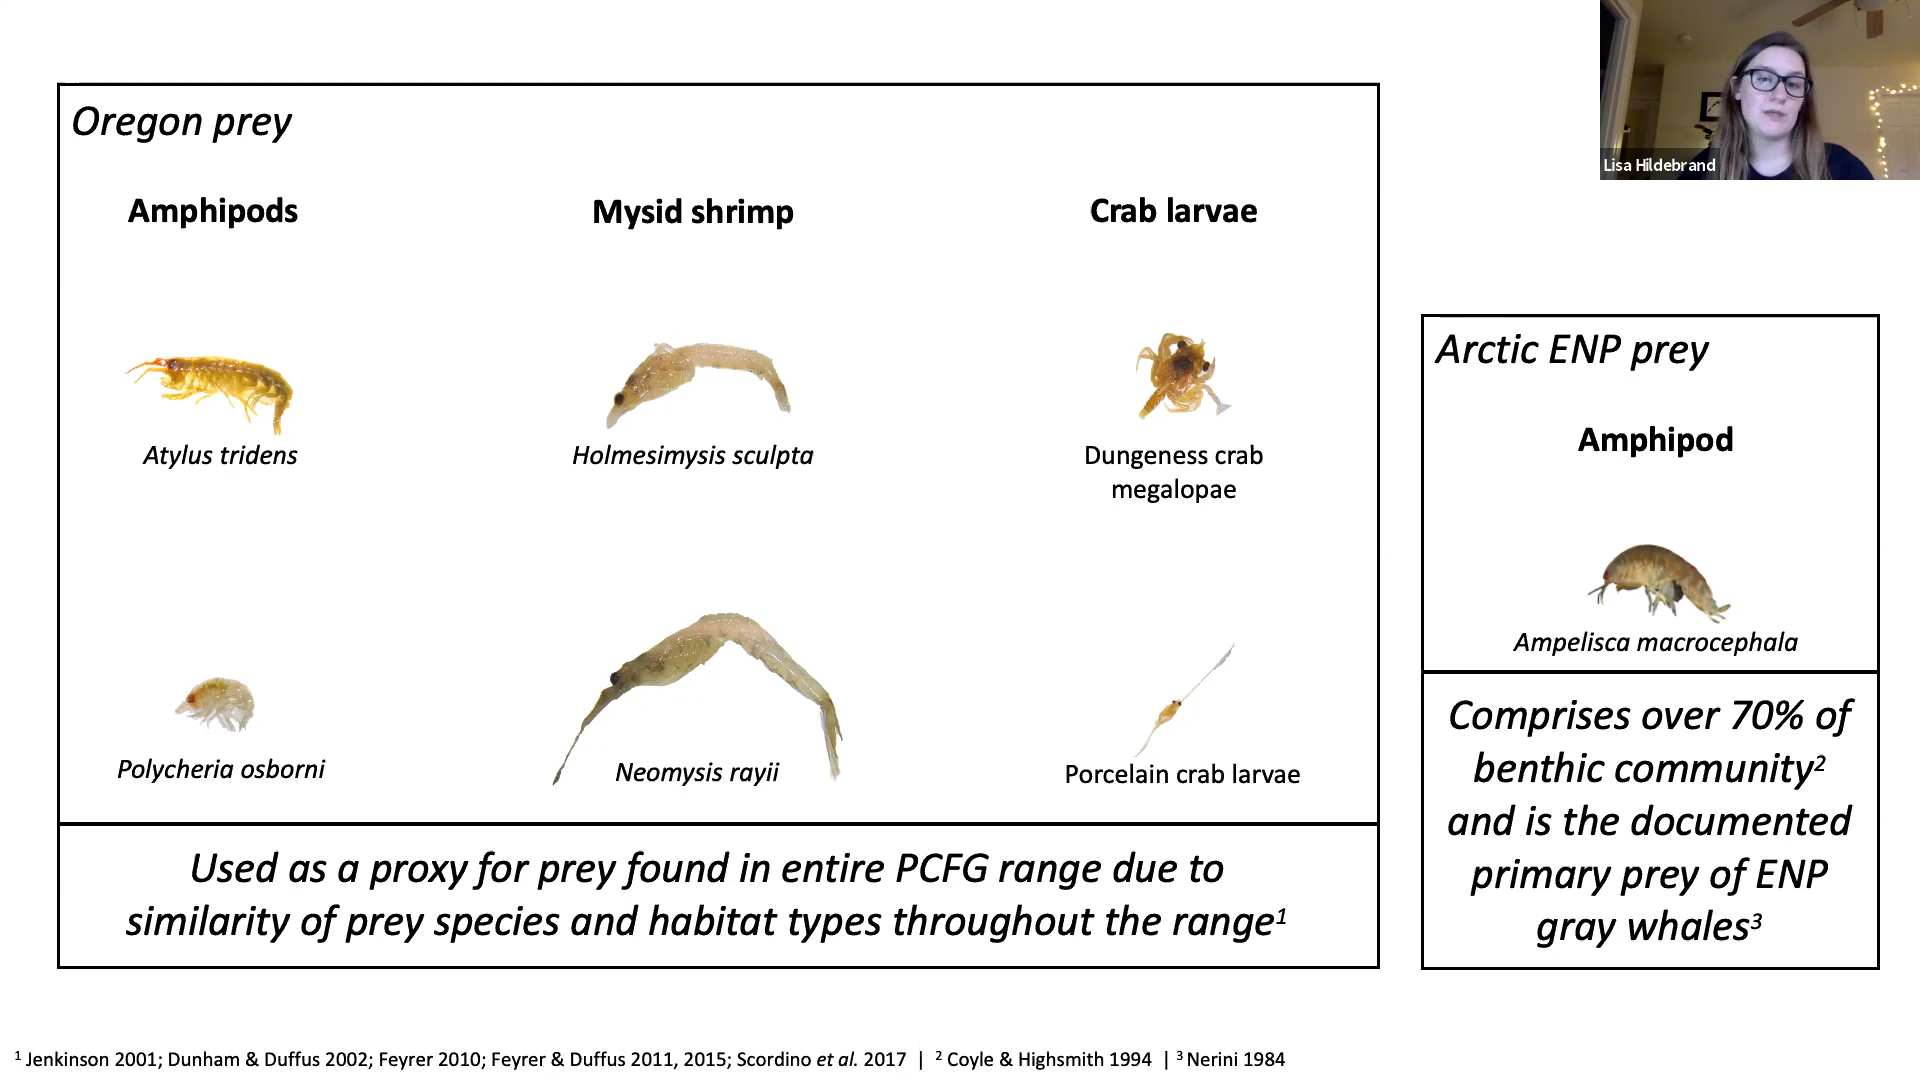 Oregon prey
Amphipods
Mysid shrimp
Crab larvae
Atylus tridens
Holmesimysis sculpta
Dungeness crab
megalopae
Polycheria osborni
Neomysis rayii
Porcelain crab larvae
Used as a proxy for prey found in entire PCFG range due to
similarity of prey species and habitat types throughout the range¹
Lisa Hildebrand
Arctic ENP prey
Amphipod
Ampelisca macrocephala
Comprises over 70% of
benthic community²
and is the documented
primary prey of ENP
gray whales³
¹ Jenkinson 2001; Dunham & Duffus 2002; Feyrer 2010; Feyrer & Duffus 2011, 2015; Scordino et al. 2017 | ² Coyle & Highsmith 1994 | ³ Nerini 1984